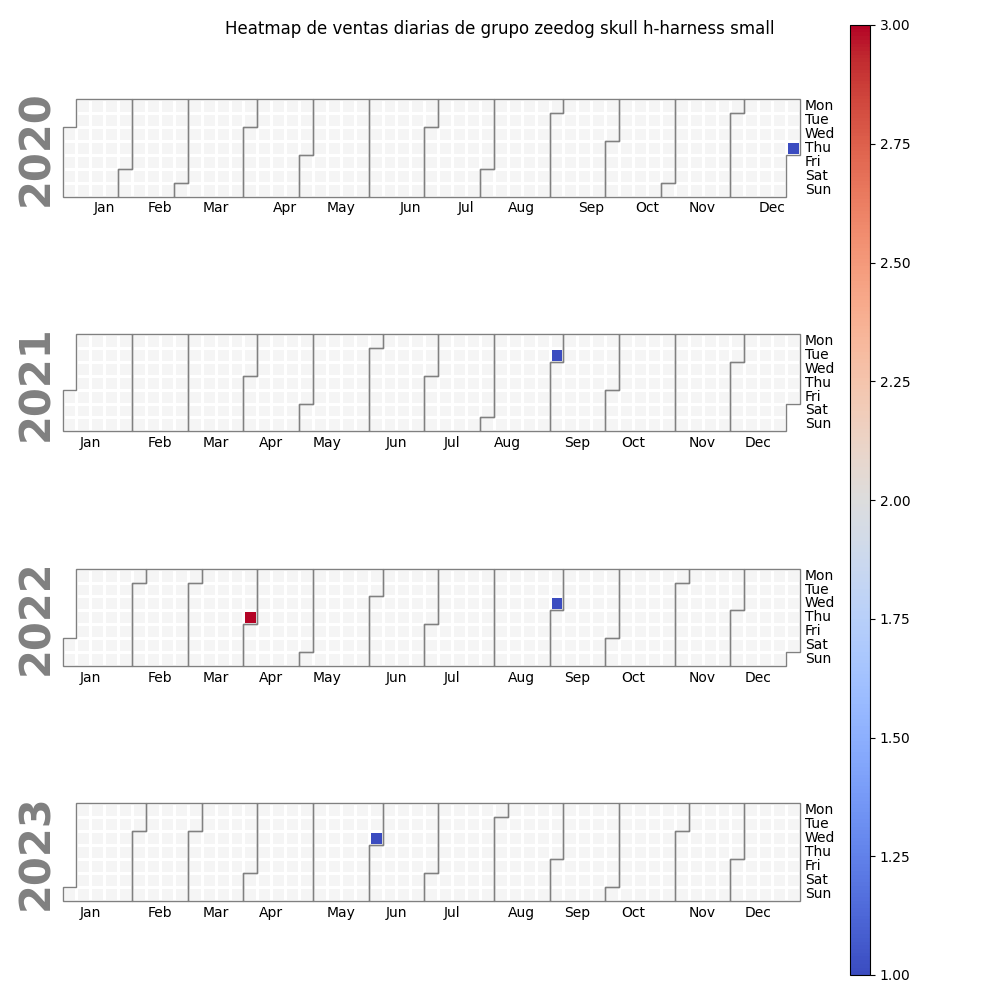 Heatmap de ventas diarias de grupo zeedog skull h-harness small
2020
Mon
Tue
Wed
Thu
Fri
Sat
Sun
Jan Feb Mar Apr May Jun Jul Aug Sep Oct Nov Dec
2021
Mon
Tue
Wed
Thu
Fri
Sat
Sun
Jan Feb Mar Apr May Jun Jul Aug Sep Oct Nov Dec
2022
Mon
Tue
Wed
Thu
Fri
Sat
Sun
Jan Feb Mar Apr May Jun Jul Aug Sep Oct Nov Dec
2023
Mon
Tue
Wed
Thu
Fri
Sat
Sun
Jan Feb Mar Apr May Jun Jul Aug Sep Oct Nov Dec
3.00
2.75
2.50
2.25
2.00
1.75
1.50
1.25
1.00